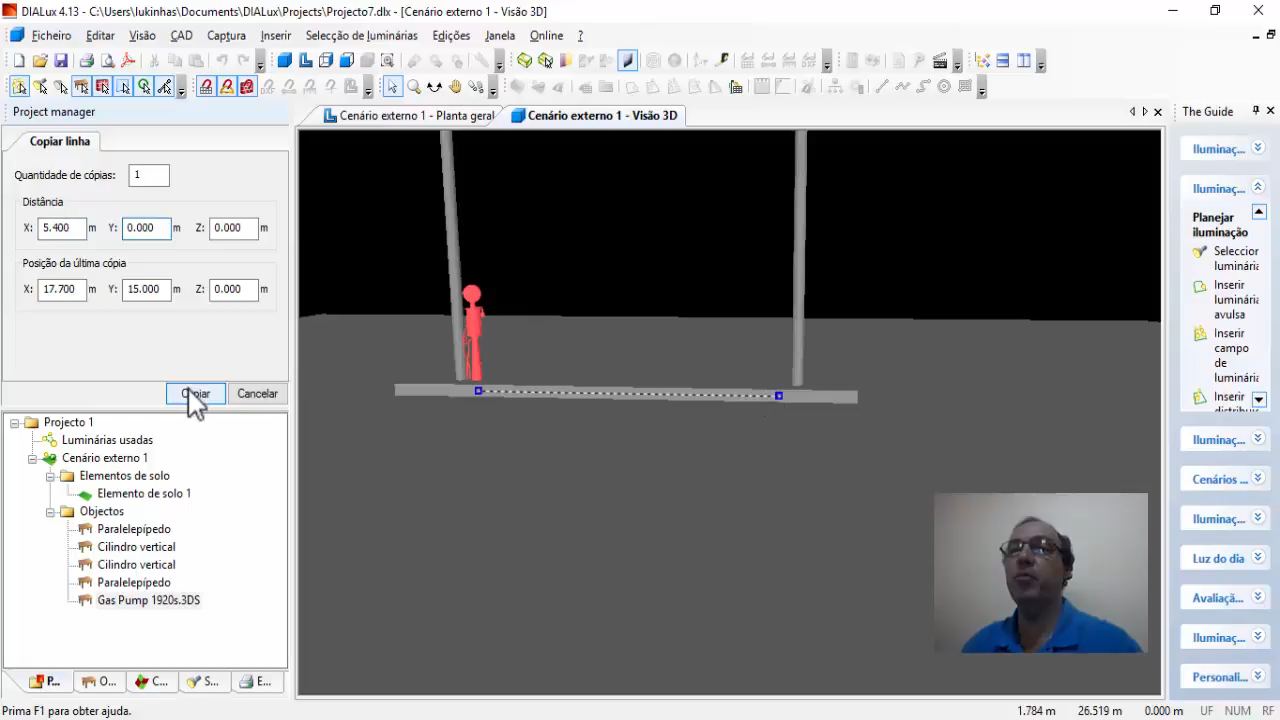 DIALux 4.13 - C:\Users\lukinhas\Documents\DIALux\Projects\Projecto7.dlx - [Cenário externo 1 - Visão 3D]
Ficheiro Editar Visão CAD Captura Inserir Selecção de luminárias Edições Janela Online ?
Project manager
Copiar linha
Quantidade de cópias: 1
Distância
X: 5.400 m Y: 0.000 m Z: 0.000 m
Posição da última cópia
X: 17.700 m Y: 15.000 m Z: 0.000 m
Copiar Cancelar
Projecto 1
Luminárias usadas
Cenário externo 1
Elementos de solo
Elemento de solo 1
Objectos
Paralelepípedo
Cilindro vertical
Cilindro vertical
Paralelepípedo
Gas Pump 1920s.3DS
P... O... C... S... E...
Cenário externo 1 - Planta geral
Cenário externo 1 - Visão 3D
The Guide
Iluminaç...
Iluminaç...
Planejar
iluminação
Seleccior
luminária
Inserir
luminária
avulsa
Inserir
campo
de
luminária
Inserir
Iluminaç...
Cenários ...
Iluminaç...
Luz do dia
Avaliaçã...
Iluminaç...
Personali...
Prima F1 para obter ajuda.
1.784 m 26.519 m 0.000 m UF NUM RF